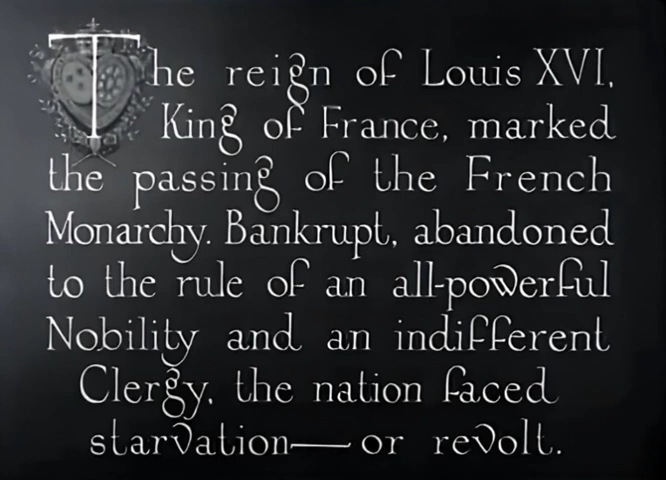 The reign of Louis XVI,
King of France, marked
the passing of the French
Monarchy. Bankrupt, abandoned
to the rule of an all-powerful
Nobility and an indifferent
Clergy, the nation faced
starvation—or revolt.